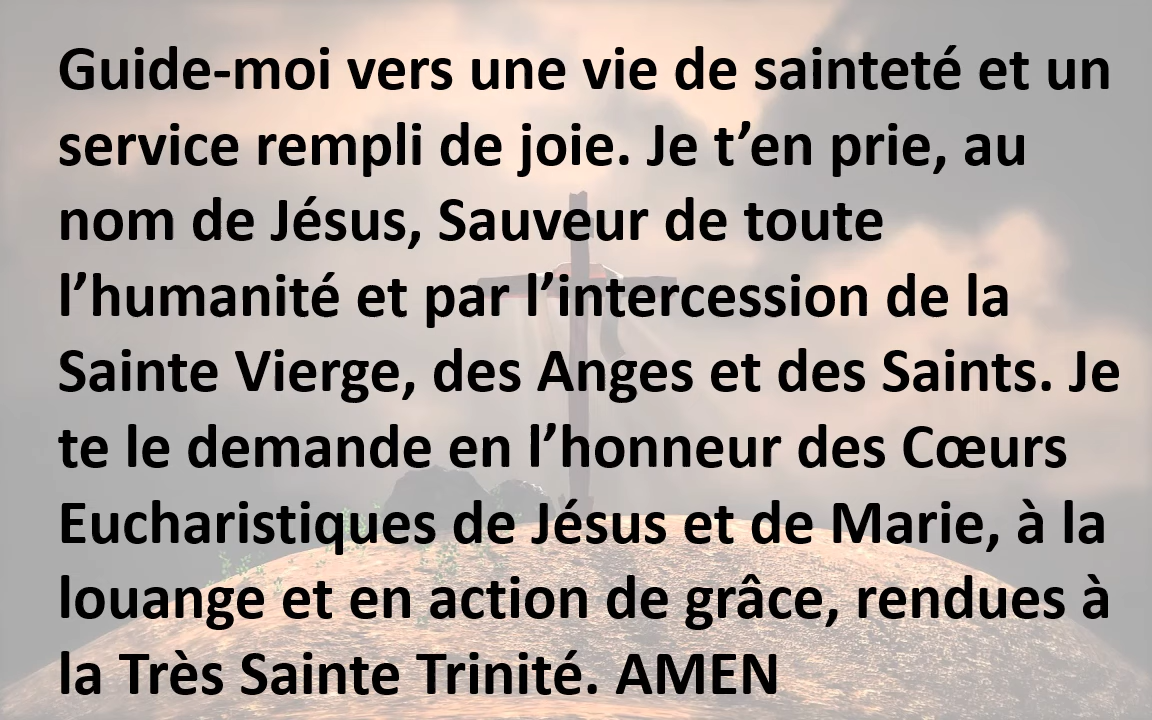 Guide-moi vers une vie de sainteté et un
service rempli de joie. Je t’en prie, au
nom de Jésus, Sauveur de toute
l’humanité et par l’intercession de la
Sainte Vierge, des Anges et des Saints. Je
te le demande en l’honneur des Cœurs
Eucharistiques de Jésus et de Marie, à la
louange et en action de grâce, rendues à
la Très Sainte Trinité. AMEN